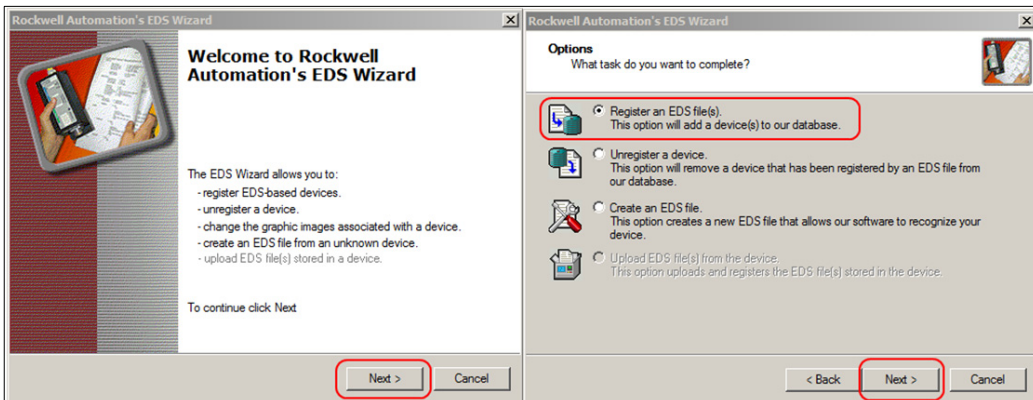 Rockwell Automation's EDS Wizard
Welcome to Rockwell
Automation's EDS Wizard
The EDS Wizard allows you to:
- register EDS-based devices.
- unregister a device.
- change the graphic images associated with a device.
- create an EDS file from an unknown device.
- upload EDS file(s) stored in a device.
To continue click Next
Next >
Cancel
Rockwell Automation's EDS Wizard
Options
What task do you want to complete?
Register an EDS file(s).
This option will add a device(s) to our database.
Unregister a device.
This option will remove a device that has been registered by an EDS file from
our database.
Create an EDS file.
This option creates a new EDS file that allows our software to recognize your
device.
Upload EDS file(s) from the device.
This option uploads and registers the EDS file(s) stored in the device.
< Back
Next >
Cancel